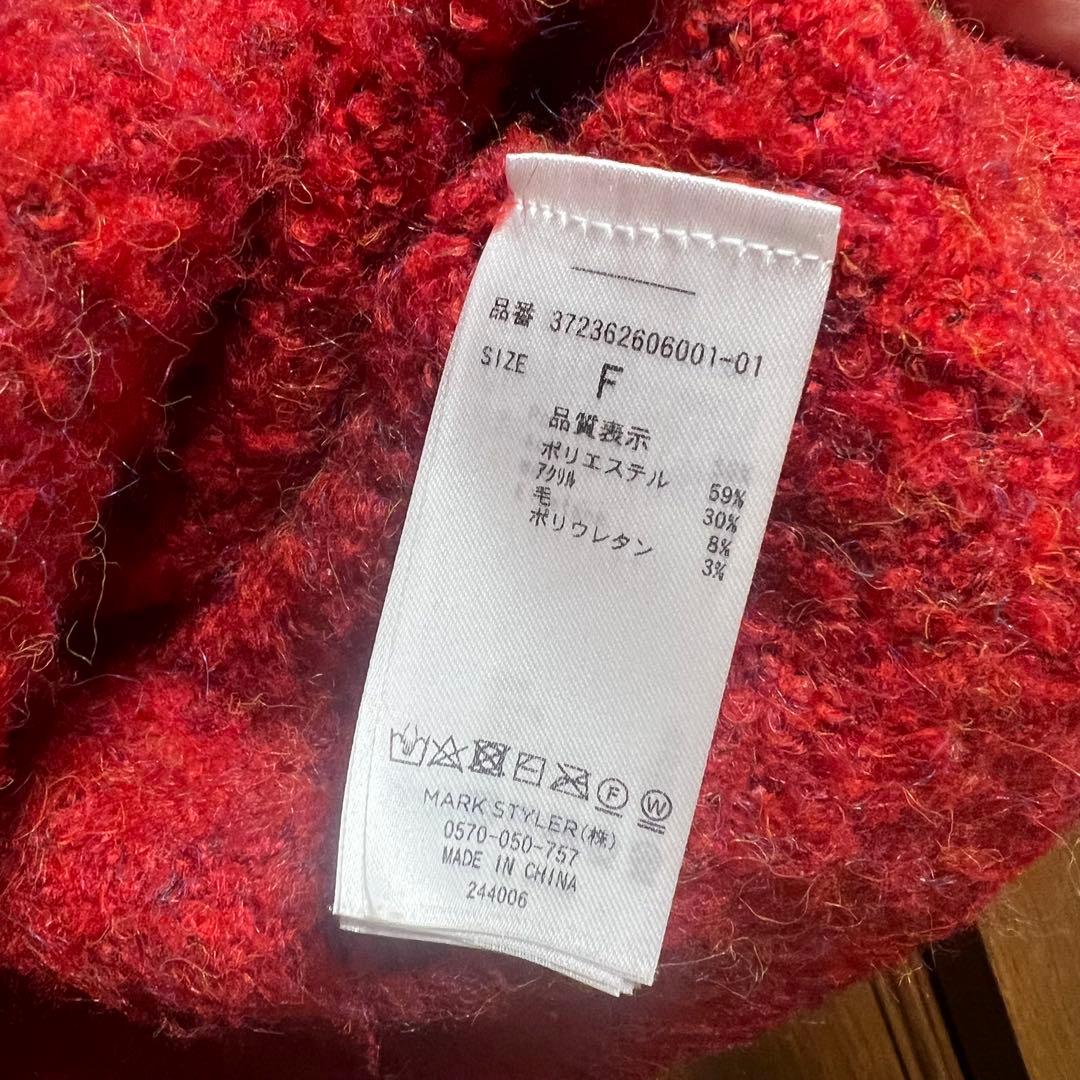 品番 372362606001-01
SIZE F
品質表示
ポリエステル 59%
アクリル 30%
毛 8%
ポリウレタン 3%
F W
MARK STYLER(株)
0570-050-757
MADE IN CHINA
244006